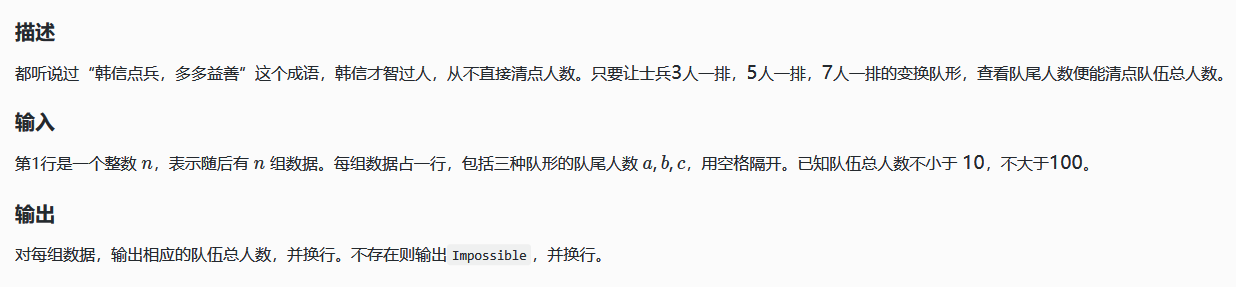 描述
都听说过“韩信点兵，多多益善”这个成语，韩信才智过人，从不直接清点人数。只要让士兵3人一排，5人一排，7人一排的变换队形，查看队尾人数便能清点队伍总人数。
输入
第1行是一个整数 n，表示随后有 n 组数据。每组数据占一行，包括三种队形的队尾人数 a, b, c，用空格隔开。已知队伍总人数不小于 10，不大于100。
输出
对每组数据，输出相应的队伍总人数，并换行。不存在则输出 Impossible ，并换行。